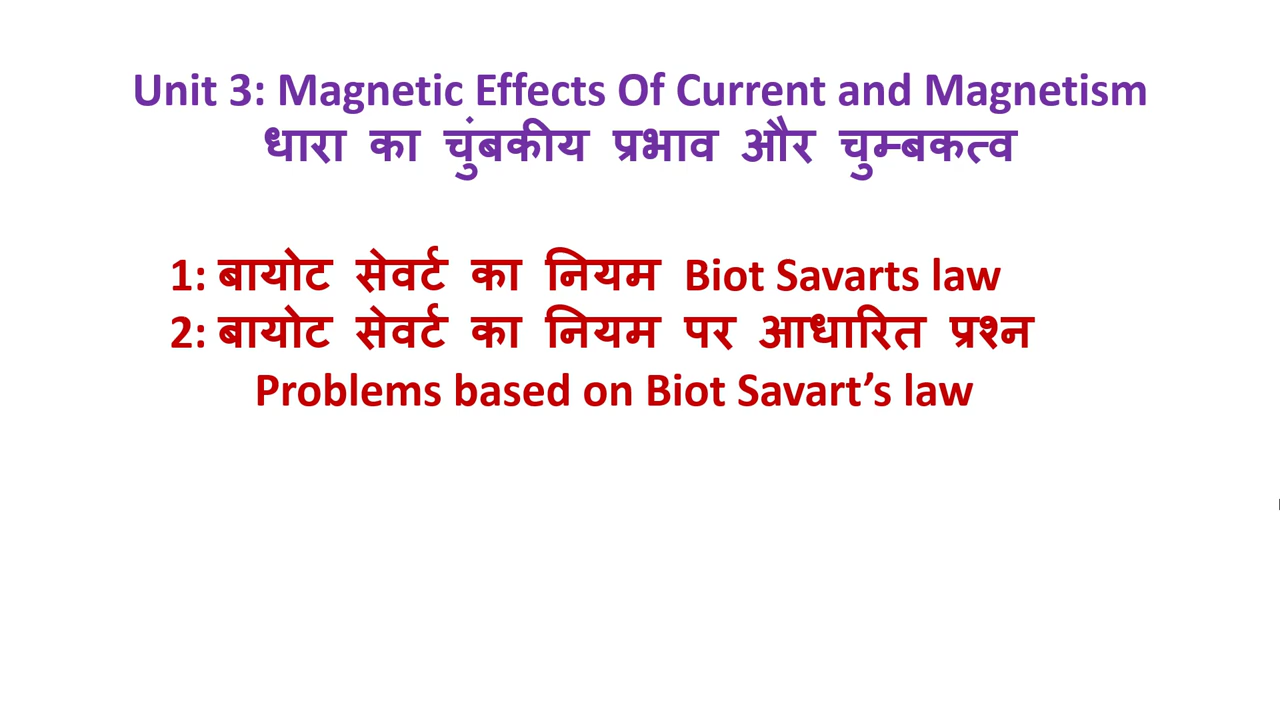 Unit 3: Magnetic Effects Of Current and Magnetism
धारा का चुंबकीय प्रभाव और चुम्बकत्व
1: बायोट सेवर्ट का नियम Biot Savarts law
2: बायोट सेवर्ट का नियम पर आधारित प्रश्न
Problems based on Biot Savart’s law